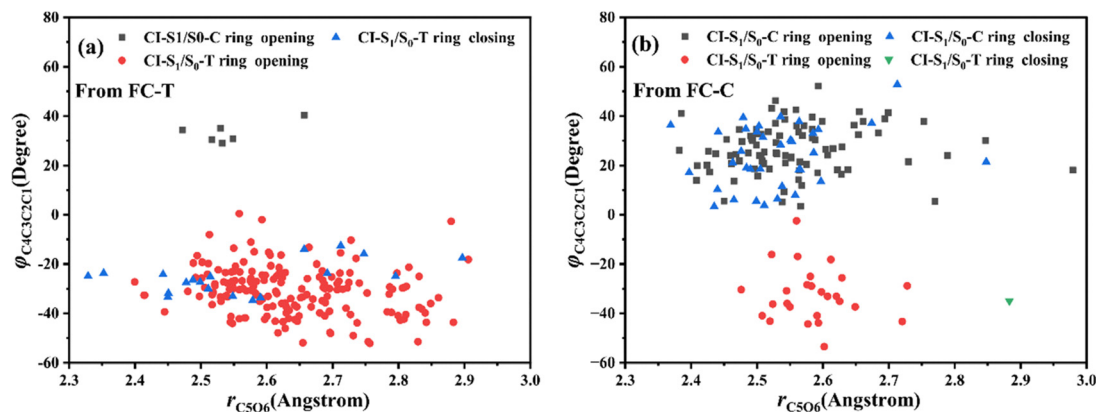 (a)
CI-S1/S0-C ring opening
CI-S₁/S₀-T ring closing
CI-S₁/S₀-T ring opening
From FC-T
φC4C3C2C1(Degree)
80
60
40
20
0
-20
-40
-60
2.3 2.4 2.5 2.6 2.7 2.8 2.9 3.0
rC5O6(Angstrom)
(b)
CI-S₁/S₀-C ring opening
CI-S₁/S₀-C ring closing
CI-S₁/S₀-T ring opening
CI-S₁/S₀-T ring closing
From FC-C
φC4C3C2C1(Degree)
80
60
40
20
0
−20
−40
−60
2.3 2.4 2.5 2.6 2.7 2.8 2.9 3.0
rC5O6(Angstrom)